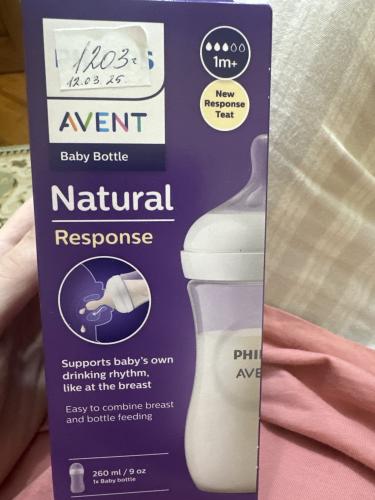 1203
12.03.25.
AVENT
Baby Bottle
1m+
New
Response
Teat
Natural
Response
Supports baby's own
drinking rhythm,
like at the breast
Easy to combine breast
and bottle feeding
260 ml / 9 oz
1x Baby bottle
PHI
AVE